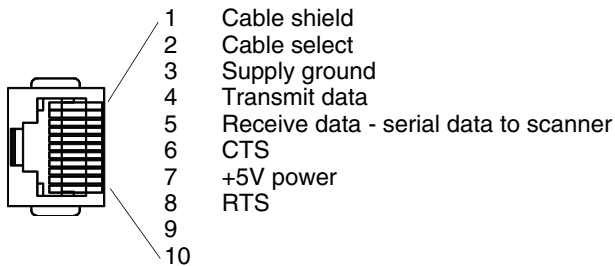 1 Cable shield
2 Cable select
3 Supply ground
4 Transmit data
5 Receive data - serial data to scanner
6 CTS
7 +5V power
8 RTS
9
10